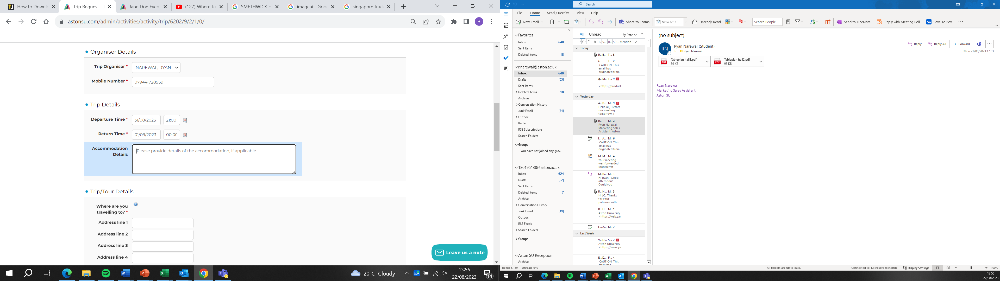 How to Downl
Trip Request -
Jane Doe Even
(127) Where to
SMETHWICK H
imageai - Goo
singapore trac
astonsu.com/admin/activities/activity/trip/6202/9/2/1/0/
R
Organiser Details
Trip Organiser *
NAREWAL, RYAN
Mobile Number *
07944 728959
Trip Details
Departure Time *
31/08/2023
21:00
Return Time *
01/09/2023
00:00
Accommodation
Details
Please provide details of the accommodation, if applicable.
Trip/Tour Details
Where are you
travelling to? *
Address line 1
Address line 2
Address line 3
Address line 4
Leave us a note
20°C Cloudy
13:56
22/08/2023
14
Search
File
Home
Send / Receive
View
Help
New Email
Share to Teams
Move to: ?
Unread/ Read
Search People
Send to OneNote
Reply with Meeting Poll
Save To Box
Favorites
Inbox 640
Sent Items
Deleted Items 18
r.narewal@aston.ac.uk
Inbox 640
Drafts [65]
Sent Items
Deleted Items 18
Archive
Conversation History
Junk Email [74]
Outbox
Radio
RSS Subscriptions
Search Folders
Groups
You have not joined any gro...
180195138@aston.ac.uk
Inbox 624
Drafts [22]
Sent Items
Deleted Items 7
Archive
Conversation History
Junk Email [19]
Outbox
RSS Feeds
Search Folders
Groups
Aston SU Reception
Archive
All
Unread
By Date
Mention
Today
R.. B... T... 5.
G.. ... T... 2.
CAUTION: This
email has
originated from
q.. M... T... 9.
<https://product
Yesterday
A.. B... M.. 9.
Hello all, Before
our meeting
tomorrow, I
R.. M.. 2.
Ryan Narewal
Marketing Sales
Assistant Aston
I... A... M.. 6.
CAUTION: This
email has
originated from
M. M... M.. 4.
Your meeting
was forwarded
Montserrat
M. R... M.. 1.
Hi Ryan, Good
afternoon!
Could you
R.. N... M.. 3.
Hi JC, Thanks
for your
patience with
B...U... M.. 1.
Aston University
<https://web.yam
L... A... M.. 2.
Last Week
V.. D... S... 2.
Aston University
<https://www.ya
F... 4.
CAUTION: This
(no subject)
RN
Ryan Narewal (Student)
To Ryan Narewal
Reply
Reply All
Forward
Mon 21/08/2023 17:53
Tableplan hall1.pdf
89 KB
Tableplan hall2.pdf
98 KB
Ryan Narewal
Marketing Sales Assistant
Aston SU
Items: 5,189
Unread: 640
All folders are up to date.
Connected to: Microsoft Exchange
Display Settings
100%
13:56
22/08/2023